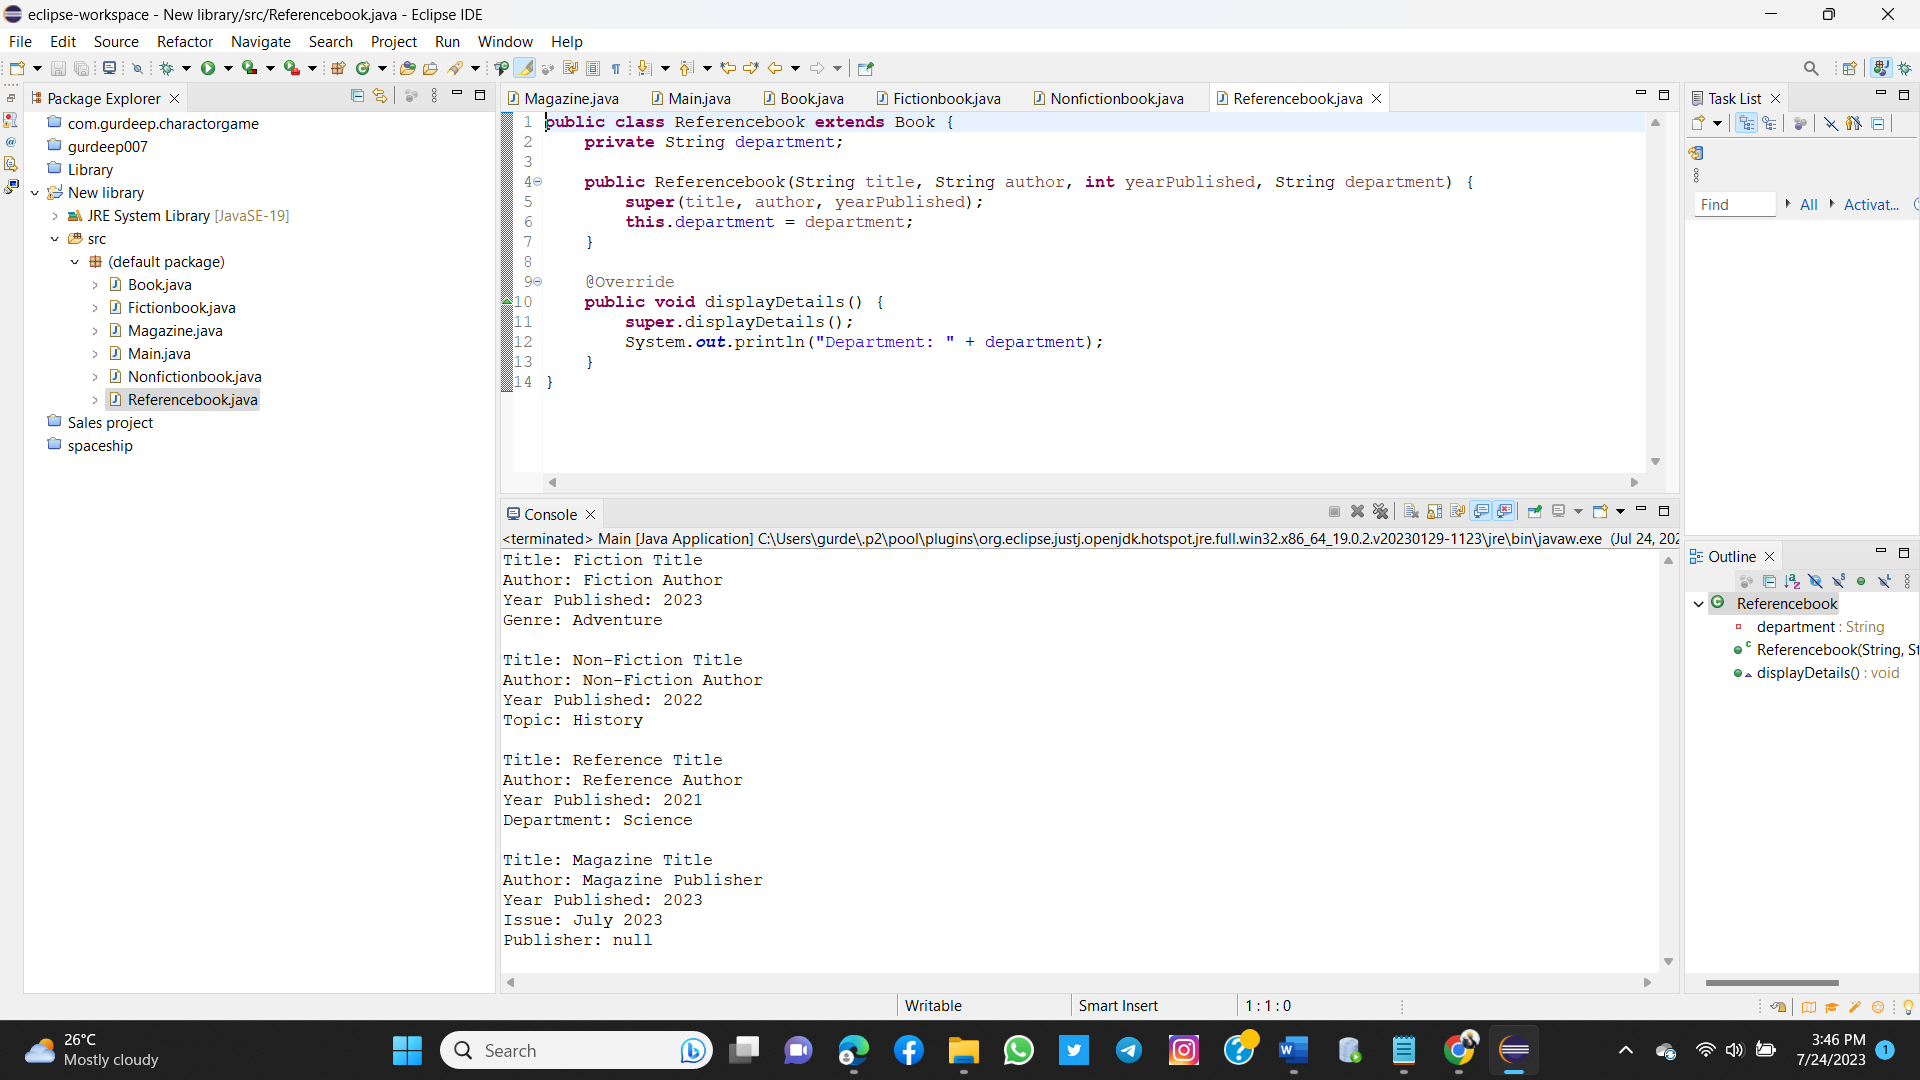 eclipse-workspace - New library/src/Referencebook.java - Eclipse IDE
File Edit Source Refactor Navigate Search Project Run Window Help
Package Explorer
com.gurdeep.charactorgame
gurdeep007
Library
New library
JRE System Library [JavaSE-19]
src
(default package)
Book.java
Fictionbook.java
Magazine.java
Main.java
Nonfictionbook.java
Referencebook.java
Sales project
spaceship
Magazine.java Main.java Book.java Fictionbook.java Nonfictionbook.java Referencebook.java
1 public class Referencebook extends Book {
2 private String department;
3
4 public Referencebook(String title, String author, int yearPublished, String department) {
5 super(title, author, yearPublished);
6 this.department = department;
7 }
8
9 @Override
10 public void displayDetails() {
11 super.displayDetails();
12 System.out.println("Department: " + department);
13 }
14 }
Console
<terminated> Main [Java Application] C:\Users\gurde\.p2\pool\plugins\org.eclipse.justj.openjdk.hotspot.jre.full.win32.x86_64_19.0.2.v20230129-1123\jre\bin\javaw.exe (Jul 24, 202
Title: Fiction Title
Author: Fiction Author
Year Published: 2023
Genre: Adventure
Title: Non-Fiction Title
Author: Non-Fiction Author
Year Published: 2022
Topic: History
Title: Reference Title
Author: Reference Author
Year Published: 2021
Department: Science
Title: Magazine Title
Author: Magazine Publisher
Year Published: 2023
Issue: July 2023
Publisher: null
Task List
Find All Activat...
Outline
Referencebook
department : String
Referencebook(String, St
displayDetails() : void
Writable Smart Insert 1 : 1 : 0
26°C
Mostly cloudy
Search
3:46 PM
7/24/2023
1